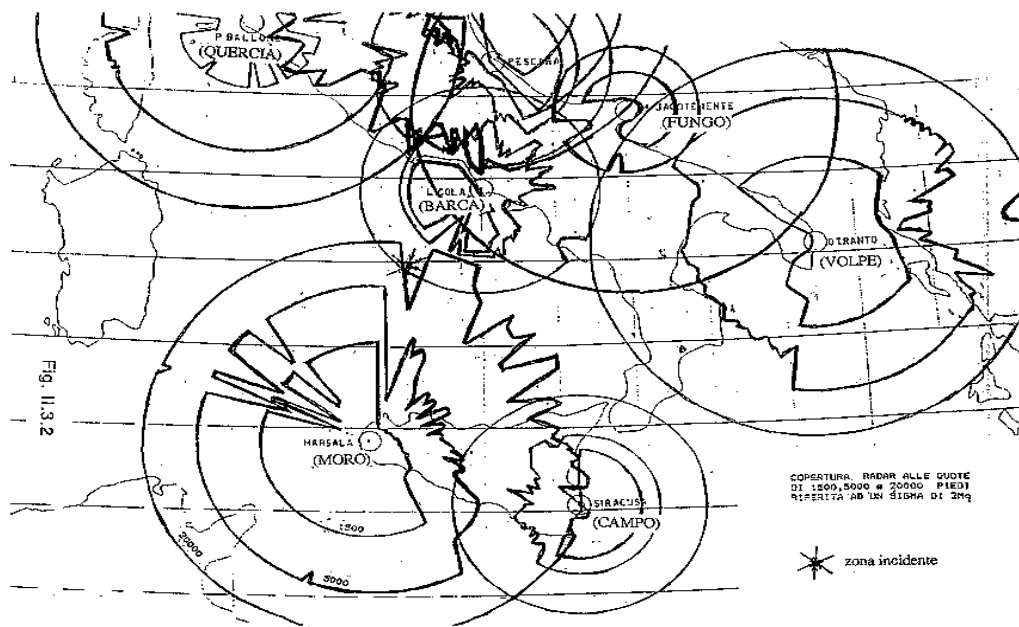 P BALLONE
(QUERCIA)
PESCARA
JACOTENENTE
(FUNGO)
LICOLA
(BARCA)
OTRANTO
(VOLPE)
Fig. II.3.2
MARSALA
(MORO)
SIRACUSA
(CAMPO)
1500
5000
20000
COPERTURA RADAR ALLE QUOTE
DI 1500,5000 e 20000 PIEDI
RIFERITA AD UN SIGMA DI 2Mq
zona incidente